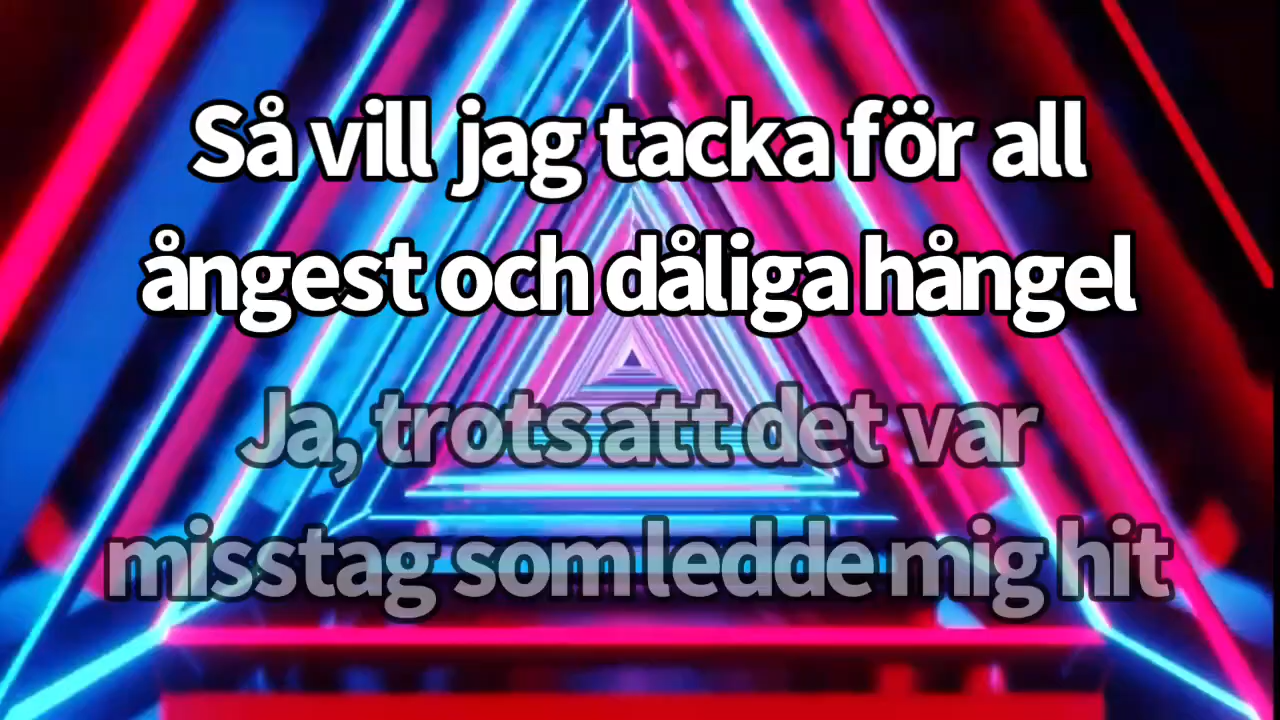 Så vill jag tacka för all
ångest och dåliga hångel
Ja, trots att det var
misstag som ledde mig hit